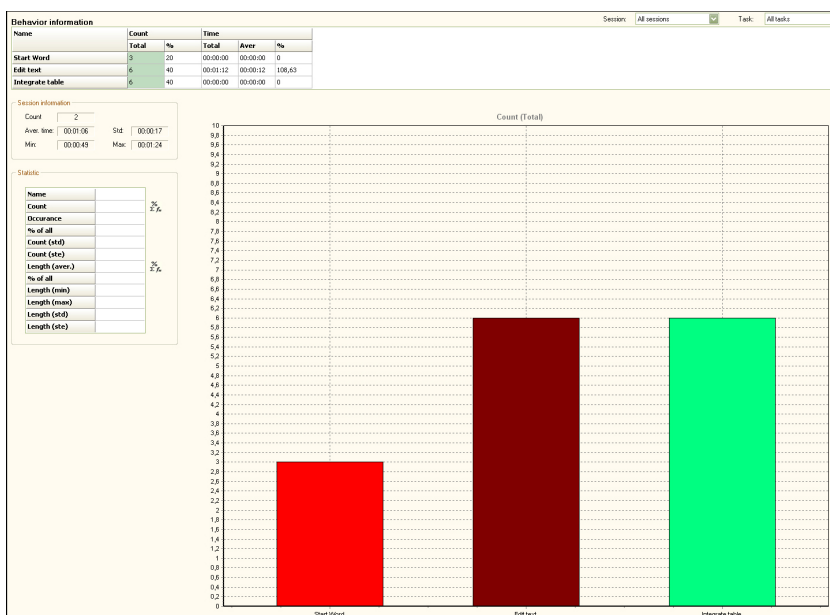 Behavior information
Session: All sessions Task: All tasks
Name Count Time
Total % Total Aver %
Start Word 3 20 00:00:00 00:00:00 0
Edit text 6 40 00:01:12 00:00:12 108,63
Integrate table 6 40 00:00:00 00:00:00 0
Session information
Count 2
Aver. time: 00:01:06 Std: 00:00:17
Min: 00:00:49 Max: 00:01:24
Statistic
Name
Count
Occurance
% of all
Count (std)
Count (ste)
Length (aver.)
% of all
Length (min)
Length (max)
Length (std)
Length (ste)
Count (Total)
10
9,8
9,6
9,4
9,2
9
8,8
8,6
8,4
8,2
8
7,8
7,6
7,4
7,2
7
6,8
6,6
6,4
6,2
6
5,8
5,6
5,4
5,2
5
4,8
4,6
4,4
4,2
4
3,8
3,6
3,4
3,2
3
2,8
2,6
2,4
2,2
2
1,8
1,6
1,4
1,2
1
0,8
0,6
0,4
0,2
0
Start Word Edit text Integrate table